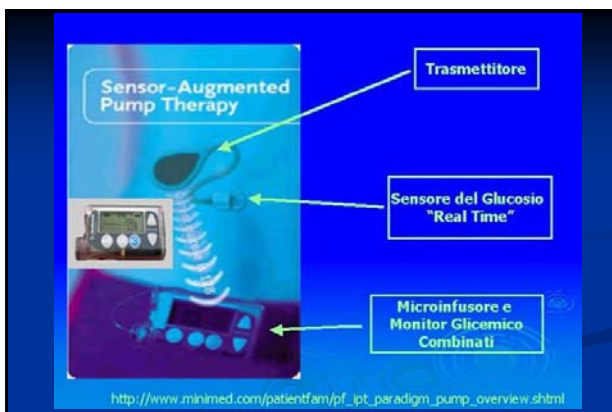 Sensor-Augmented
Pump Therapy
Trasmettitore
Sensore del Glucosio
"Real Time"
Microinfusore e
Monitor Glicemico
Combinati
http://www.minimed.com/patientfam/pf_ipt_paradigm_pump_overview.shtml